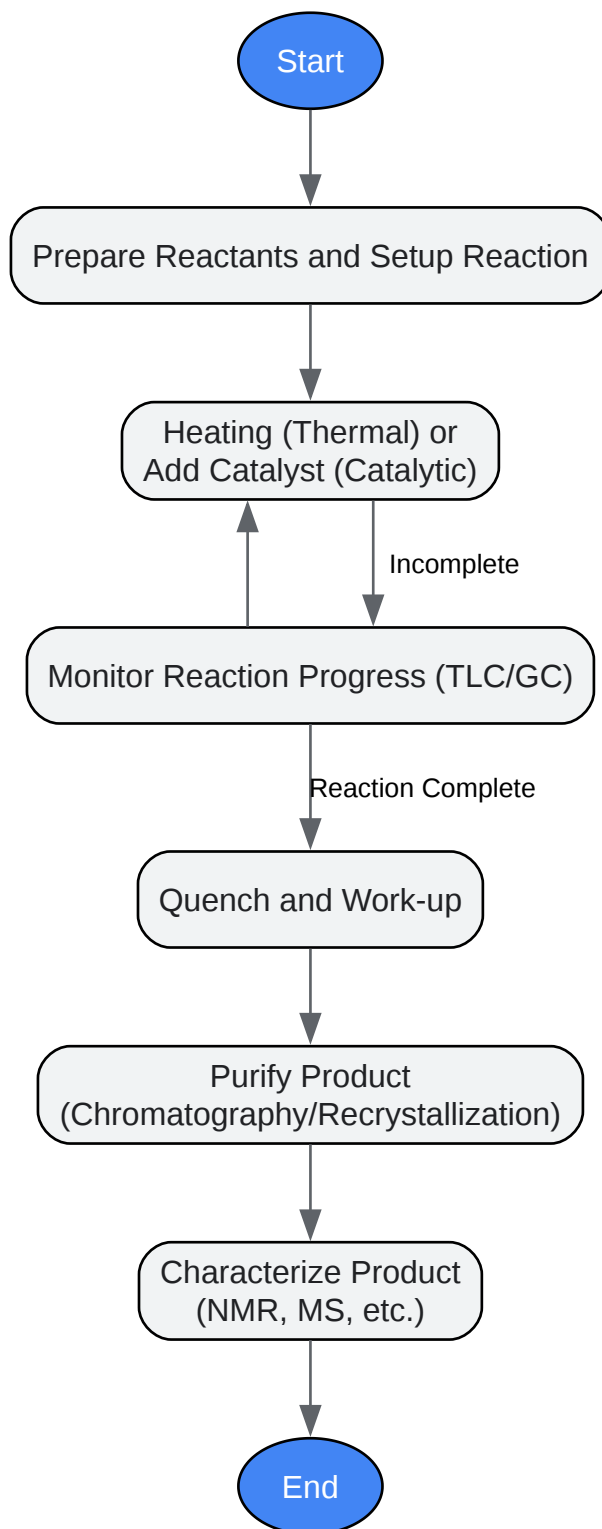 Start
Prepare Reactants and Setup Reaction
Heating (Thermal) or
Add Catalyst (Catalytic)
Incomplete
Monitor Reaction Progress (TLC/GC)
Reaction Complete
Quench and Work-up
Purify Product
(Chromatography/Recrystallization)
Characterize Product
(NMR, MS, etc.)
End